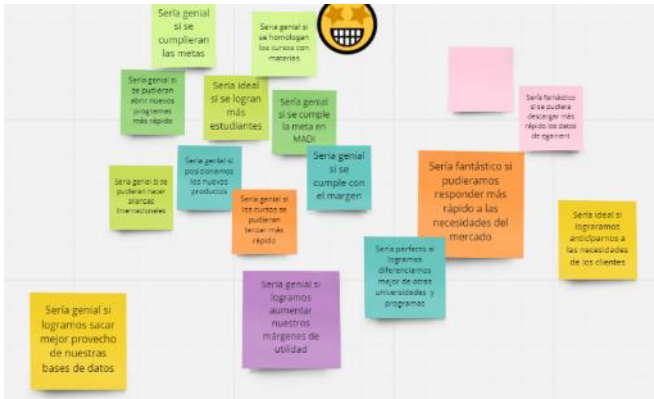 Sería genial
si se
cumplieran
las metas
Sería genial si
se homologan
los cursos con
materias
Sería genial si
se pudieran
abrir nuevos
programas
más rápido
Sería ideal
si se logran
más
estudiantes
Sería genial
si se cumple
la meta en
MADI
Sería fantástico
si se pudiera
descargar más
rápido los datos
de egament
Sería genial si se
pudieran hacer
alianzas
internacionales
Sería genial si
posicionamos
los nuevos
productos
Sería genial si
los cursos se
pudieran
lanzar más
rápido
Sería genial
si se
cumple con
el margen
Sería fantástico si
pudieramos
responder más
rápido a las
necesidades del
mercado
Sería ideal si
lograramos
anticiparnos a
las necesidades
de los clientes
Sería perfecto si
logramos
diferenciarnos
mejor de otras
universidades y
programas
Sería genial si
logramos sacar
mejor provecho
de nuestras
bases de datos
Sería genial si
logramos
aumentar
nuestros
márgenes de
utilidad